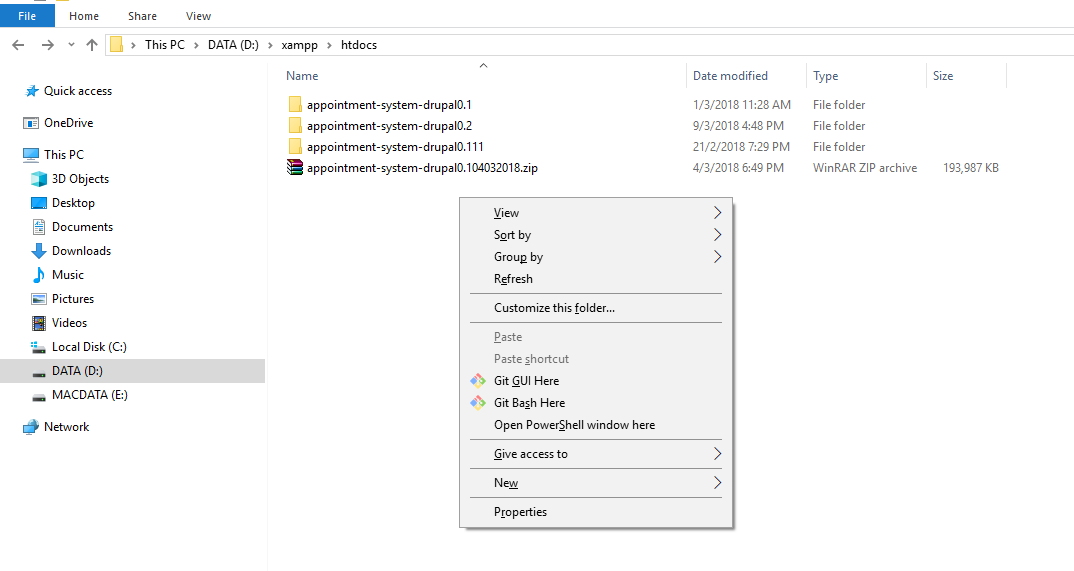 File Home Share View
This PC DATA (D:) xampp htdocs
Name Date modified Type Size
Quick access
OneDrive
This PC
3D Objects
Desktop
Documents
Downloads
Music
Pictures
Videos
Local Disk (C:)
DATA (D:)
MACDATA (E:)
Network
appointment-system-drupal0.1 1/3/2018 11:28 AM File folder
appointment-system-drupal0.2 9/3/2018 4:48 PM File folder
appointment-system-drupal0.111 21/2/2018 7:29 PM File folder
appointment-system-drupal0.104032018.zip 4/3/2018 6:49 PM WinRAR ZIP archive 193,987 KB
View
Sort by
Group by
Refresh
Customize this folder...
Paste
Paste shortcut
Git GUI Here
Git Bash Here
Open PowerShell window here
Give access to
New
Properties